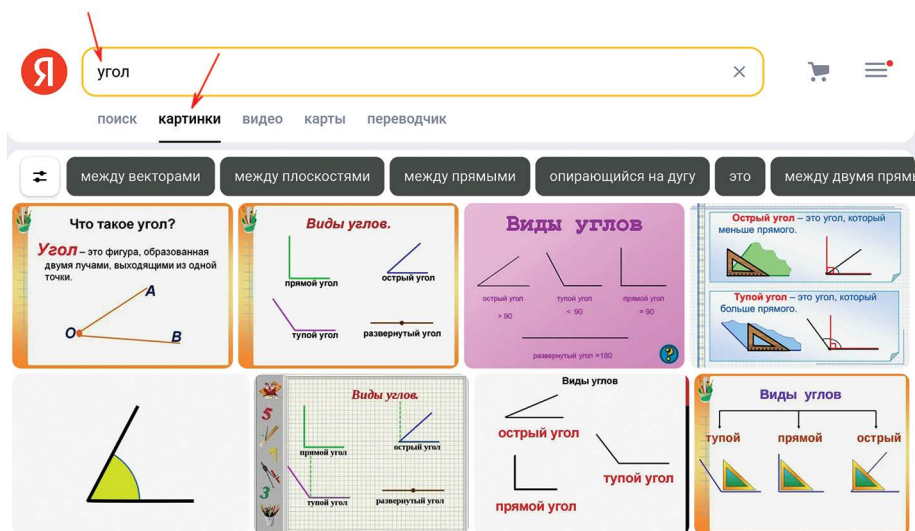 Я
угол
поиск картинки видео карты переводчик
между векторами между плоскостями между прямыми опирающийся на дугу это между двумя прямы
Что такое угол?
Угол – это фигура, образованная
двумя лучами, выходящими из одной
точки.
A
O
B
Виды углов.
прямой угол
острый угол
тупой угол
развернутый угол
Виды углов
острый угол тупой угол прямой угол
> 90 < 90 = 90
развернутый угол =180
?
Острый угол – это угол, который
меньше прямого.
Тупой угол – это угол, который
больше прямого.
5
1
3
Виды углов.
прямой угол
острый угол
тупой угол
развернутый угол
Виды углов
острый угол
тупой угол
прямой угол
Виды углов
тупой прямой острый